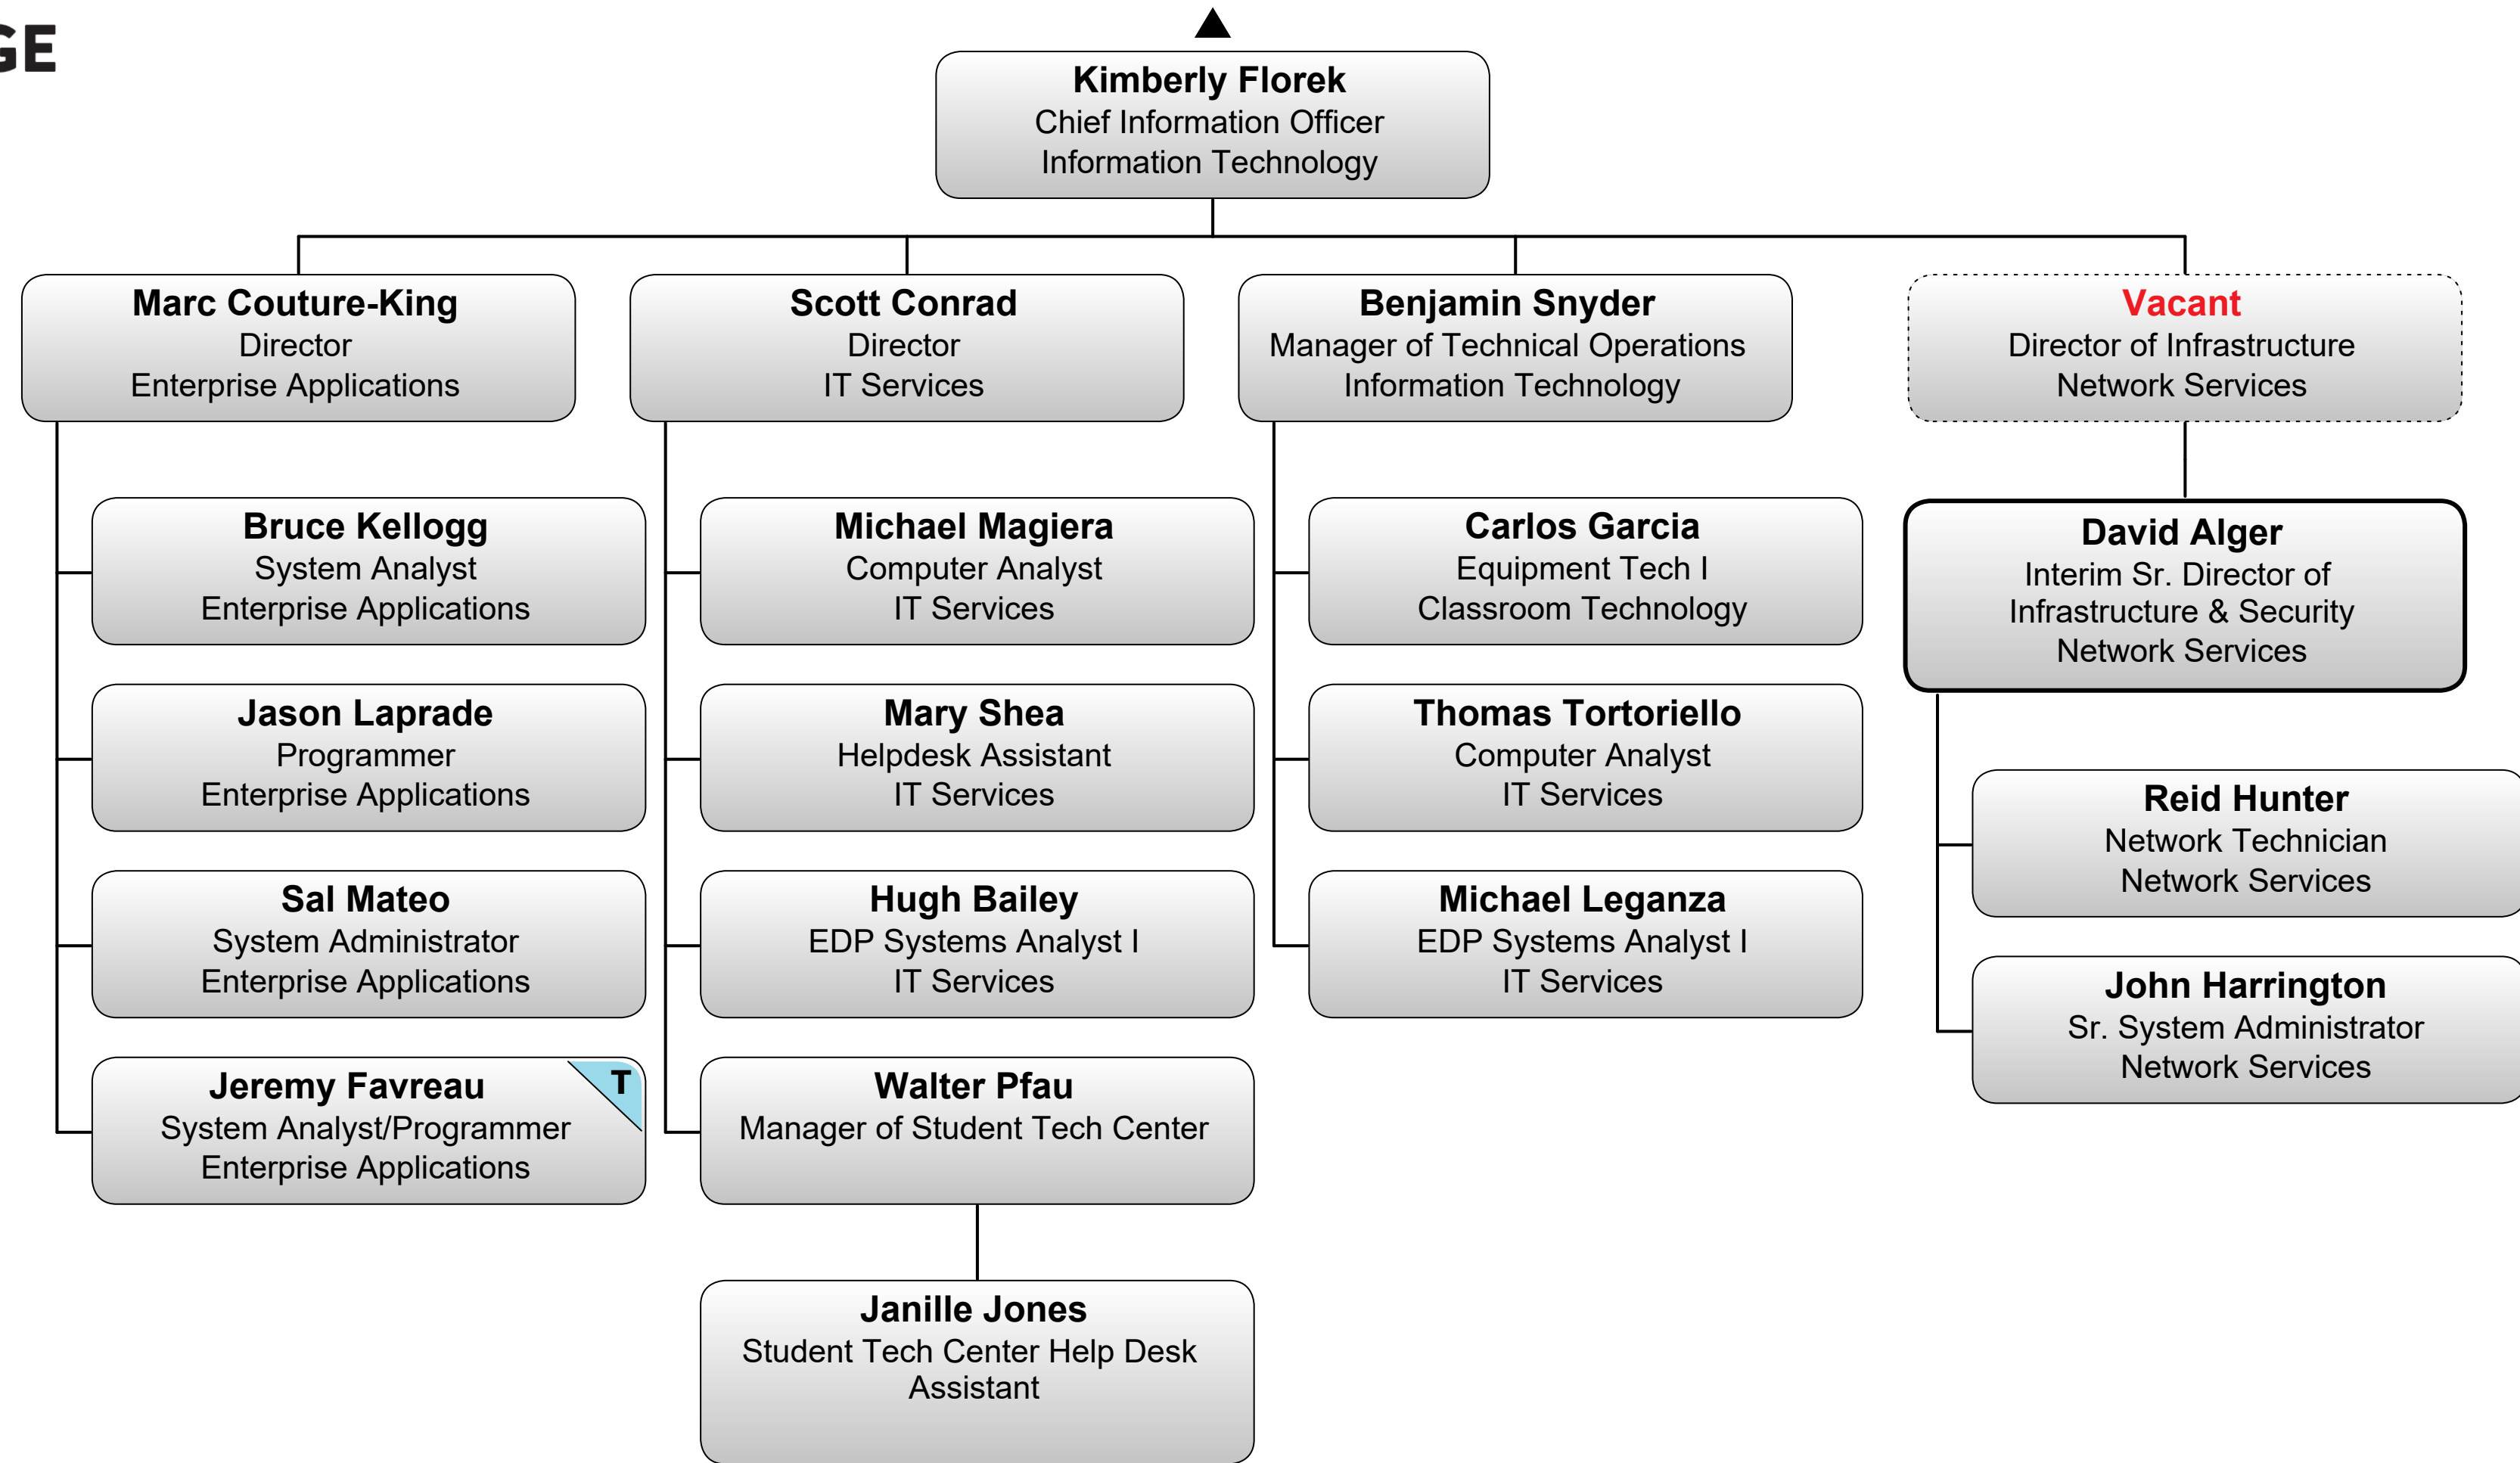 GE
Kimberly Florek
Chief Information Officer
Information Technology
Marc Couture-King
Director
Enterprise Applications
Scott Conrad
Director
IT Services
Benjamin Snyder
Manager of Technical Operations
Information Technology
Vacant
Director of Infrastructure
Network Services
Bruce Kellogg
System Analyst
Enterprise Applications
Jason Laprade
Programmer
Enterprise Applications
Sal Mateo
System Administrator
Enterprise Applications
Jeremy Favreau
T
System Analyst/Programmer
Enterprise Applications
Michael Magiera
Computer Analyst
IT Services
Mary Shea
Helpdesk Assistant
IT Services
Hugh Bailey
EDP Systems Analyst I
IT Services
Walter Pfau
Manager of Student Tech Center
Janille Jones
Student Tech Center Help Desk
Assistant
Carlos Garcia
Equipment Tech I
Classroom Technology
Thomas Tortoriello
Computer Analyst
IT Services
Michael Leganza
EDP Systems Analyst I
IT Services
David Alger
Interim Sr. Director of
Infrastructure & Security
Network Services
Reid Hunter
Network Technician
Network Services
John Harrington
Sr. System Administrator
Network Services